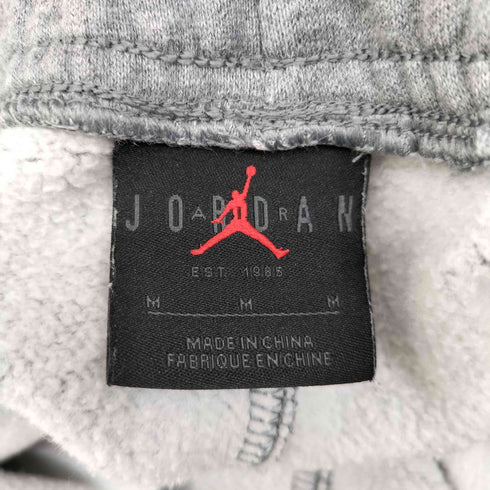 JORDAN
AIR
EST. 1985
M M M
MADE IN CHINA
FABRIQUE EN CHINE